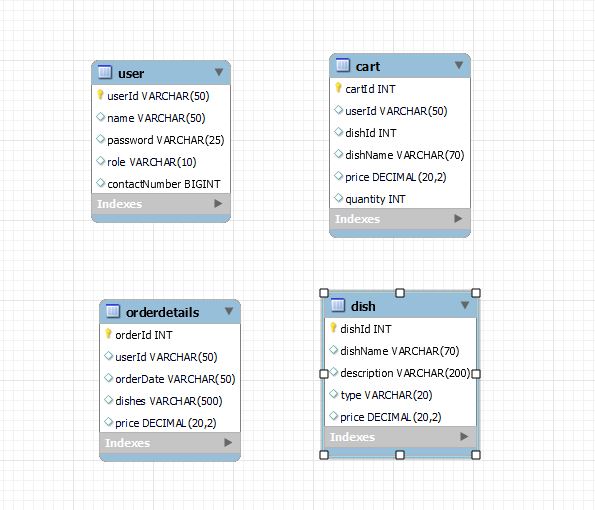 user
userId VARCHAR(50)
name VARCHAR(50)
password VARCHAR(25)
role VARCHAR(10)
contactNumber BIGINT
Indexes
cart
cartId INT
userId VARCHAR(50)
dishId INT
dishName VARCHAR(70)
price DECIMAL(20,2)
quantity INT
Indexes
orderdetails
orderId INT
userId VARCHAR(50)
orderDate VARCHAR(50)
dishes VARCHAR(500)
price DECIMAL(20,2)
Indexes
dish
dishId INT
dishName VARCHAR(70)
description VARCHAR(200)
type VARCHAR(20)
price DECIMAL(20,2)
Indexes